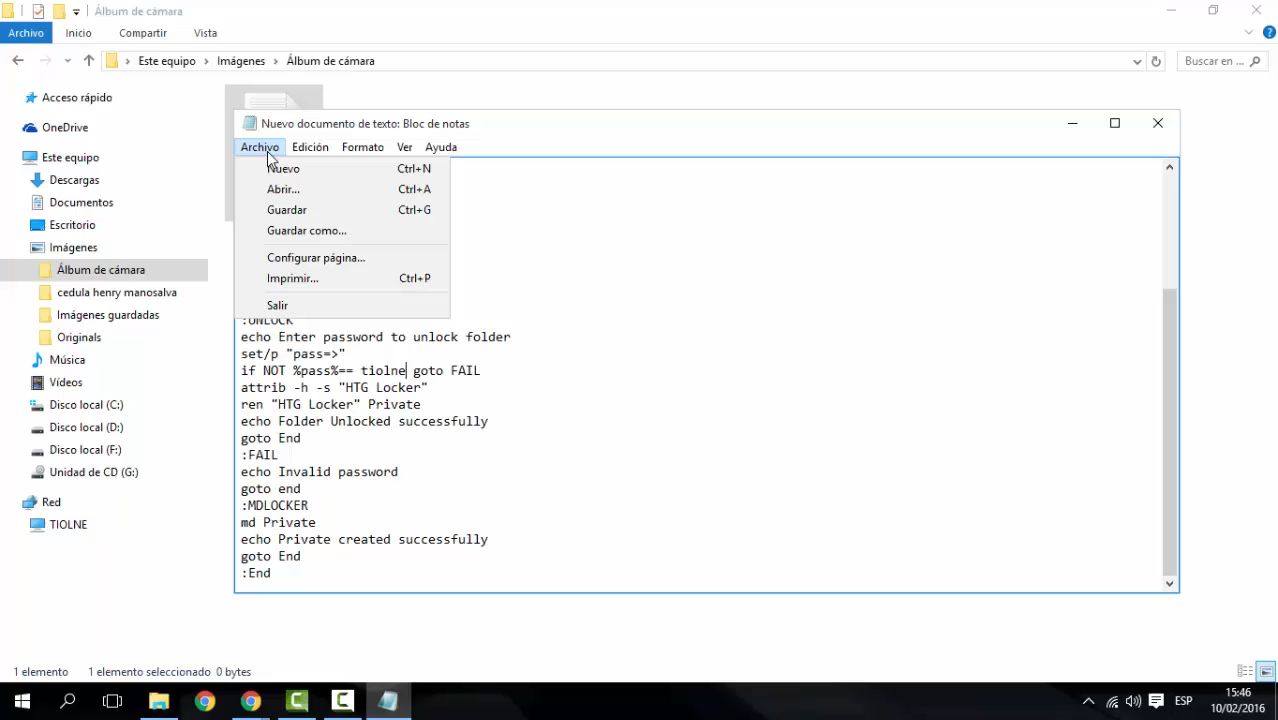 Álbum de cámara
Archivo Inicio Compartir Vista
Este equipo Imágenes Álbum de cámara Buscar en ...
Acceso rápido
OneDrive
Este equipo
Descargas
Documentos
Escritorio
Imágenes
Álbum de cámara
cedula henry manosalva
Imágenes guardadas
Originals
Música
Vídeos
Disco local (C:)
Disco local (D:)
Disco local (F:)
Unidad de CD (G:)
Red
TIOLNE
Nuevo documento de texto: Bloc de notas
Archivo Edición Formato Ver Ayuda
Nuevo Ctrl+N
Abrir... Ctrl+A
Guardar Ctrl+G
Guardar como...
Configurar página...
Imprimir... Ctrl+P
Salir
:UNLOCK
echo Enter password to unlock folder
set/p "pass=>"
if NOT %pass%== tiolne goto FAIL
attrib -h -s "HTG Locker"
ren "HTG Locker" Private
echo Folder Unlocked successfully
goto End
:FAIL
echo Invalid password
goto end
:MDLOCKER
md Private
echo Private created successfully
goto End
:End
1 elemento 1 elemento seleccionado 0 bytes
ESP
15:46
10/02/2016